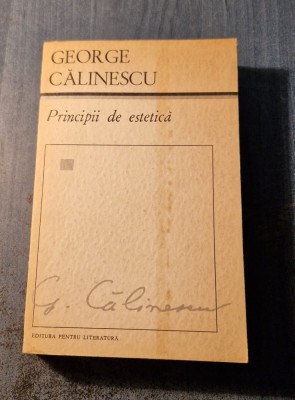 GEORGE
CĂLINESCU
Principii de estetică
G. Călinescu
EDITURA PENTRU LITERATURĂ